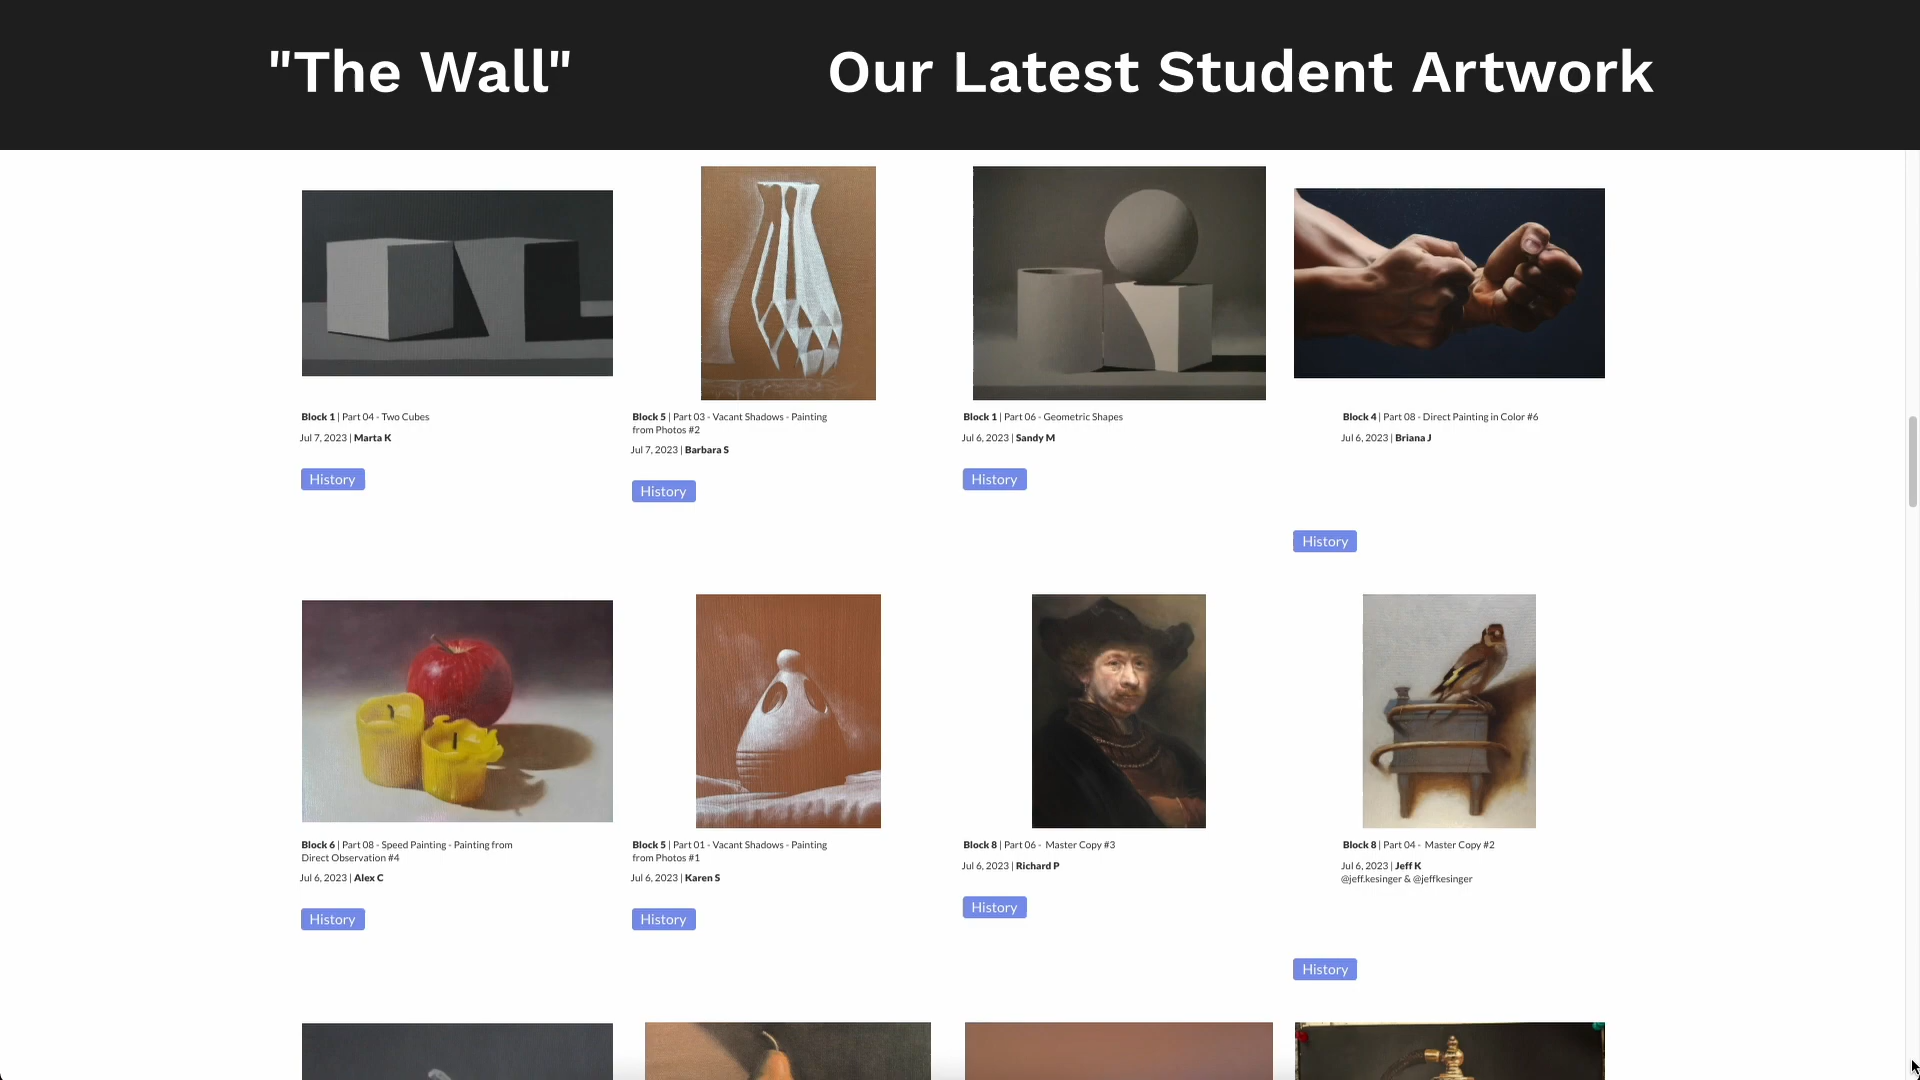 "The Wall" Our Latest Student Artwork
Block 1 | Part 04 - Two Cubes
Jul 7, 2023 | Marta K
History
Block 5 | Part 03 - Vacant Shadows - Painting
from Photos #2
Jul 7, 2023 | Barbara S
History
Block 1 | Part 06 - Geometric Shapes
Jul 6, 2023 | Sandy M
History
Block 4 | Part 08 - Direct Painting in Color #6
Jul 6, 2023 | Briana J
History
Block 6 | Part 08 - Speed Painting - Painting from
Direct Observation #4
Jul 6, 2023 | Alex C
History
Block 5 | Part 01 - Vacant Shadows - Painting
from Photos #1
Jul 6, 2023 | Karen S
History
Block 8 | Part 06 - Master Copy #3
Jul 6, 2023 | Richard P
History
Block 8 | Part 04 - Master Copy #2
Jul 6, 2023 | Jeff K
@jeff.kesinger & @jeffkesinger
History